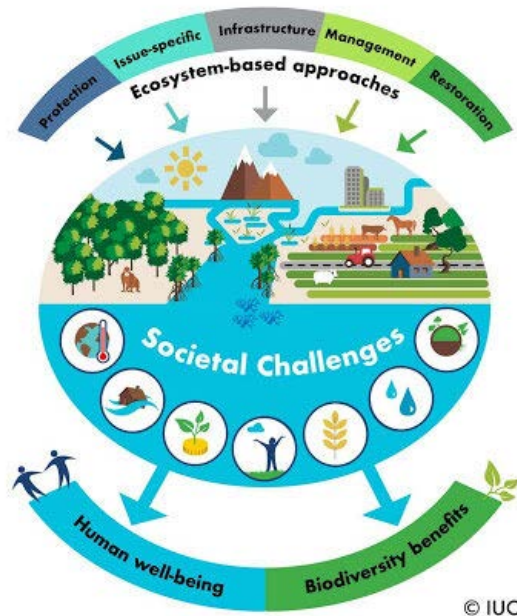 Protection
Issue-specific
Infrastructure
Management
Restoration
Ecosystem-based approaches
Societal Challenges
Human well-being
Biodiversity benefits
© IUC